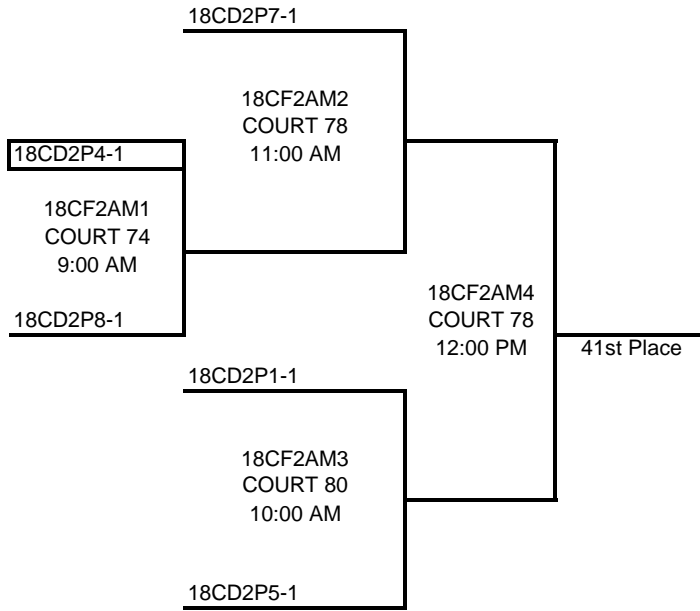 18CD2P7-1
18CF2AM2
COURT 78
11:00 AM
18CD2P4-1
18CF2AM1
COURT 74
9:00 AM
18CD2P8-1
18CF2AM4
COURT 78
12:00 PM
41st Place
18CD2P1-1
18CF2AM3
COURT 80
10:00 AM
18CD2P5-1